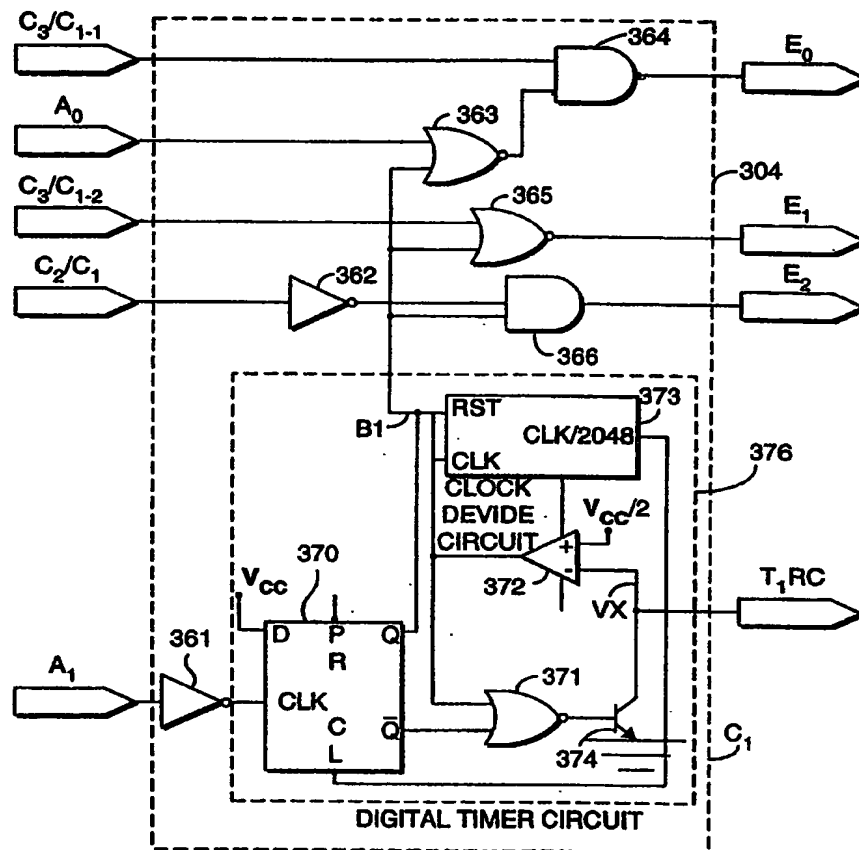 C3/C1-1
364
E0
A0
363
304
C3/C1-2
365
E1
C2/C1
362
E2
366
RST
373
B1
CLK/2048
376
CLK
CLOCK
DEVIDE
CIRCUIT
VCC/2
+
-
370
VCC
372
VX
T1RC
D
P
R
Q
361
371
A1
CLK
C
L
Q̅
374
C1
DIGITAL TIMER CIRCUIT